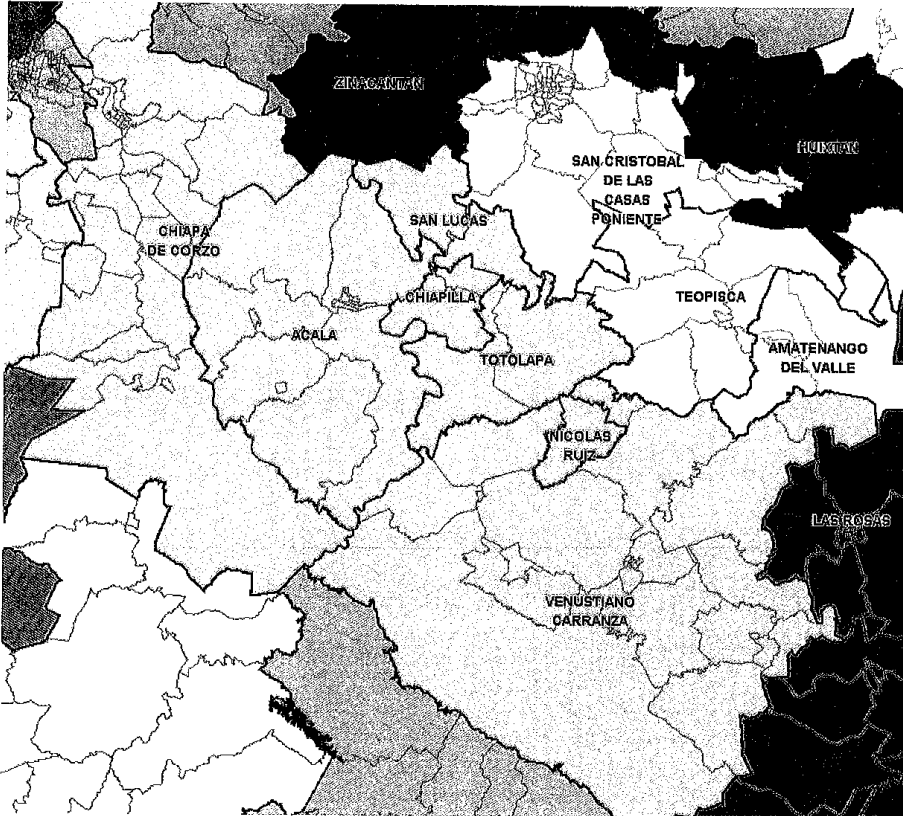 ZINACANTAN
HUIXTAN
SAN CRISTOBAL
DE LAS
CASAS
PONIENTE
SAN LUCAS
CHIAPA
DE CORZO
CHIAPILLA
TEOPISCA
ACALA
TOTOLAPA
AMATENANGO
DEL VALLE
NICOLAS
RUIZ
LAS ROSAS
VENUSTIANO
CARRANZA